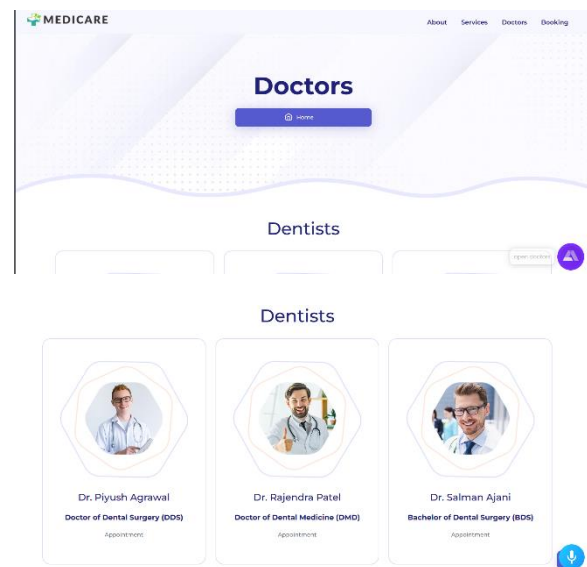 MEDICARE
About Services Doctors Booking
Doctors
Home
Dentists
Dentists
Dr. Piyush Agrawal
Doctor of Dental Surgery (DDS)
Appointment
Dr. Rajendra Patel
Doctor of Dental Medicine (DMD)
Appointment
Dr. Salman Ajani
Bachelor of Dental Surgery (BDS)
Appointment